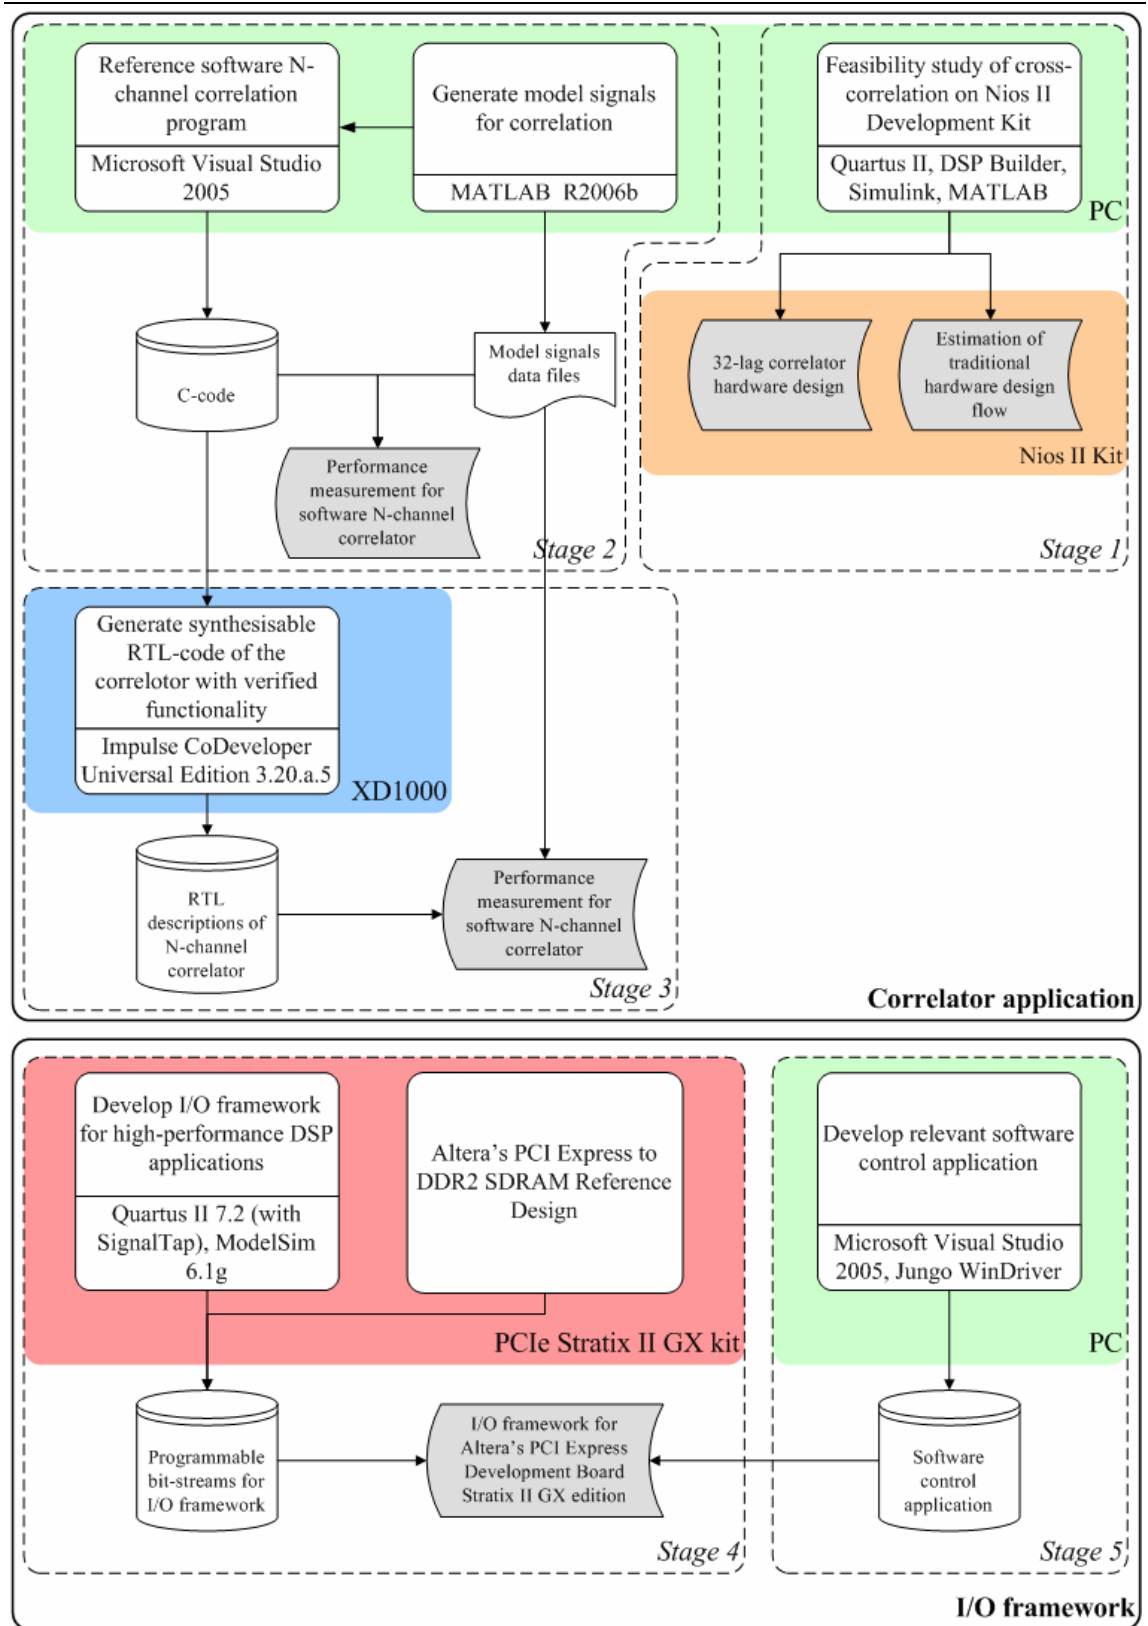 Reference software N-
channel correlation
program
Microsoft Visual Studio
2005
Generate model signals
for correlation
MATLAB R2006b
Feasibility study of cross-
correlation on Nios II
Development Kit
Quartus II, DSP Builder,
Simulink, MATLAB
PC
C-code
Model signals
data files
32-lag correlator
hardware design
Estimation of
traditional
hardware design
flow
Nios II Kit
Performance
measurement for
software N-channel
correlator
Stage 2
Stage 1
Generate synthesisable
RTL-code of the
correlotor with verified
functionality
Impulse CoDeveloper
Universal Edition 3.20.a.5
XD1000
RTL
descriptions of
N-channel
correlator
Performance
measurement for
software N-channel
correlator
Stage 3
Correlator application
Develop I/O framework
for high-performance DSP
applications
Quartus II 7.2 (with
SignalTap), ModelSim
6.1g
Altera's PCI Express to
DDR2 SDRAM Reference
Design
PCIe Stratix II GX kit
Develop relevant software
control application
Microsoft Visual Studio
2005, Jungo WinDriver
PC
Programmable
bit-streams for
I/O framework
I/O framework for
Altera's PCI Express
Development Board
Stratix II GX edition
Software
control
application
Stage 4
Stage 5
I/O framework